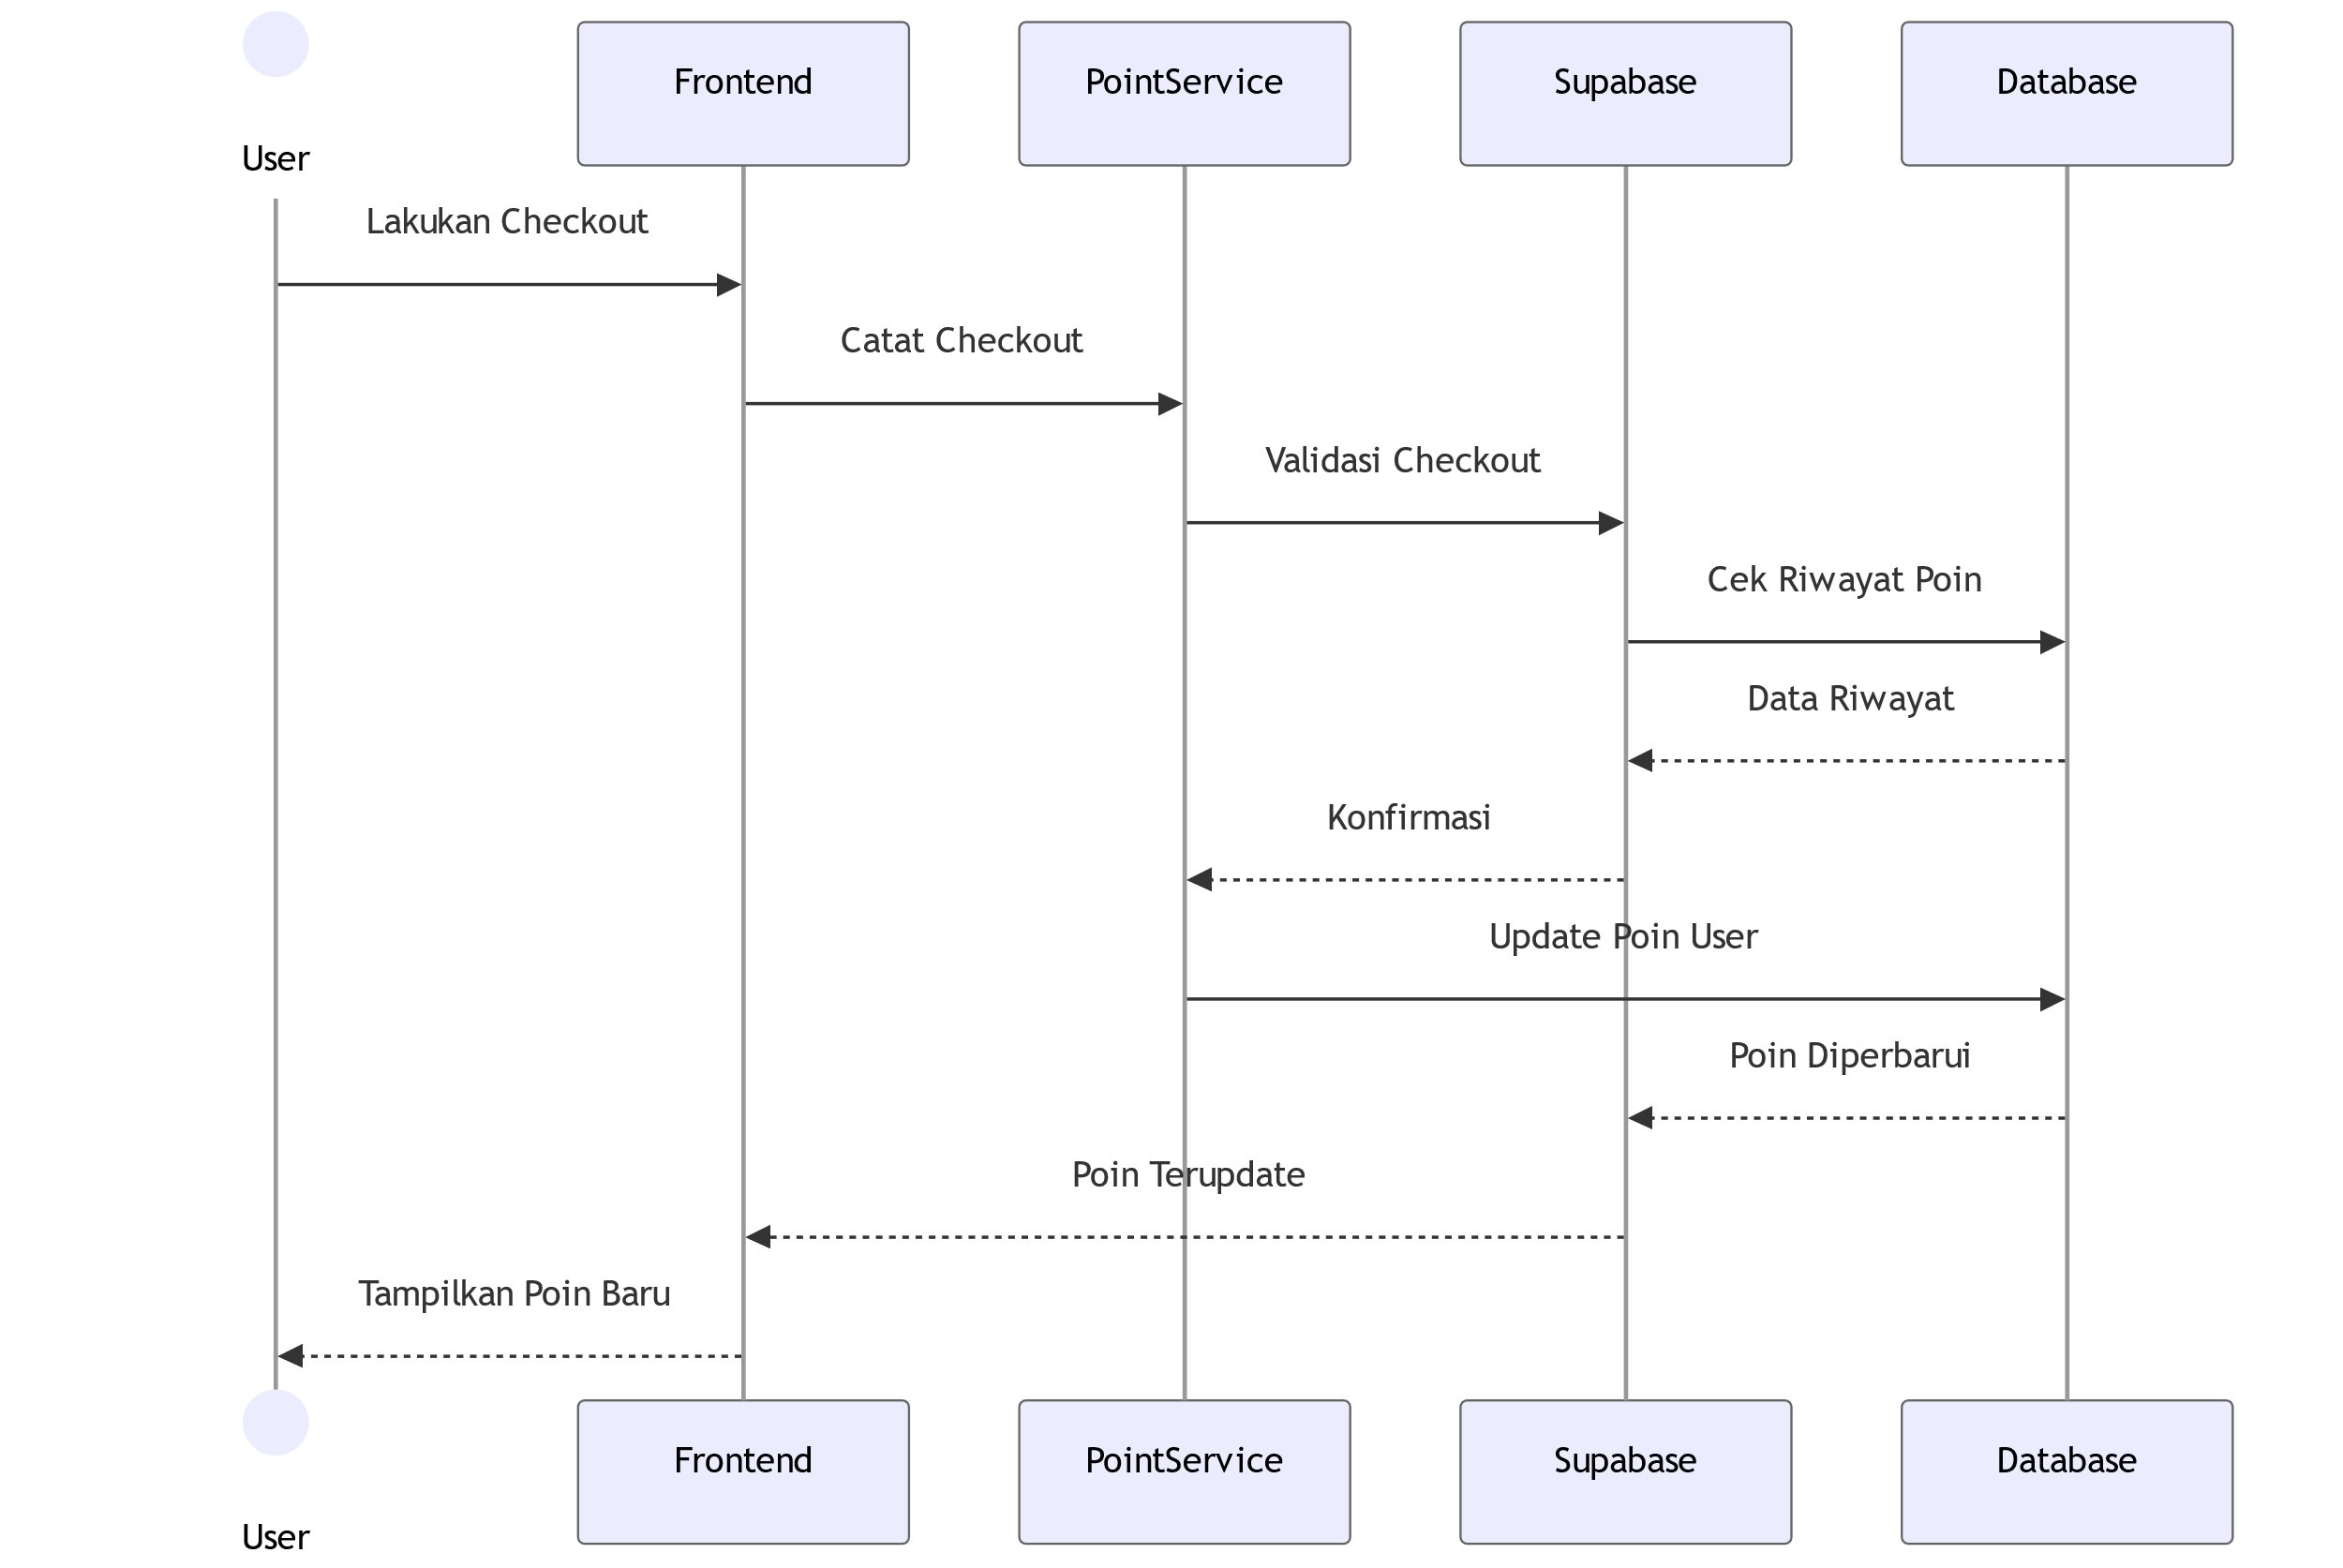 Frontend
PointService
Supabase
Database
User
Lakukan Checkout
Catat Checkout
Validasi Checkout
Cek Riwayat Poin
Data Riwayat
Konfirmasi
Update Poin User
Poin Diperbarui
Poin Terupdate
Tampilkan Poin Baru
Frontend
PointService
Supabase
Database
User